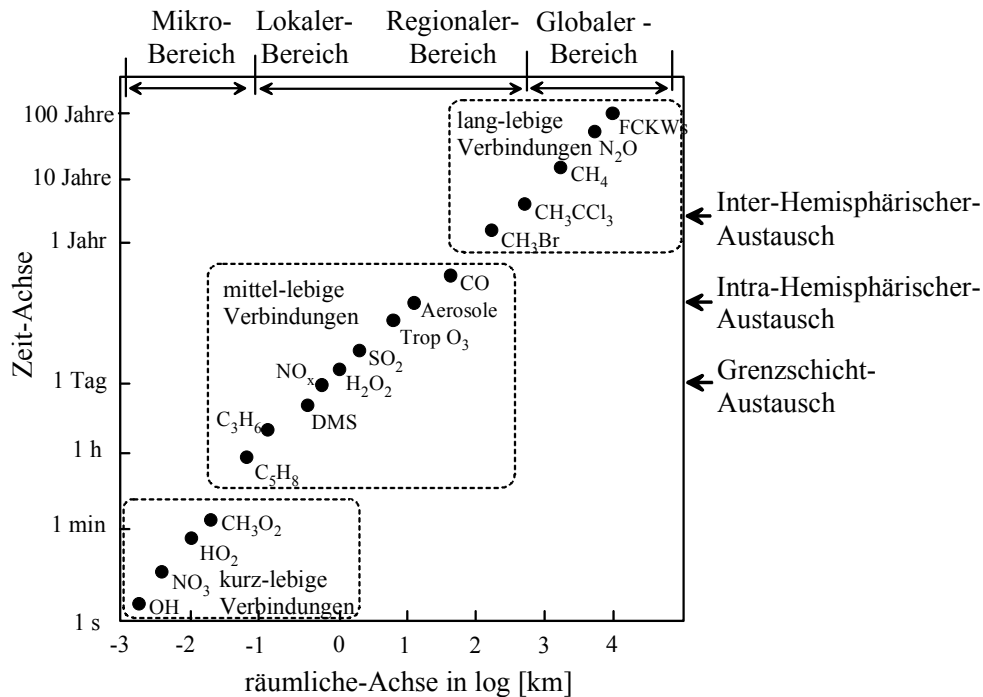 Mikro- Lokaler- Regionaler- Globaler -
Bereich Bereich Bereich Bereich
100 Jahre
10 Jahre
1 Jahr
1 Tag
1 h
1 min
1 s
Zeit-Achse
lang-lebige
Verbindungen
FCKWs
N₂O
CH₄
CH₃CCl₃
CH₃Br
mittel-lebige
Verbindungen
CO
Aerosole
Trop O₃
SO₂
H₂O₂
NOₓ
DMS
C₃H₆
C₅H₈
CH₃O₂
HO₂
NO₃
OH
kurz-lebige
Verbindungen
Inter-Hemisphärischer-
Austausch
Intra-Hemisphärischer-
Austausch
Grenzschicht-
Austausch
-3 -2 -1 0 1 2 3 4
räumliche-Achse in log [km]